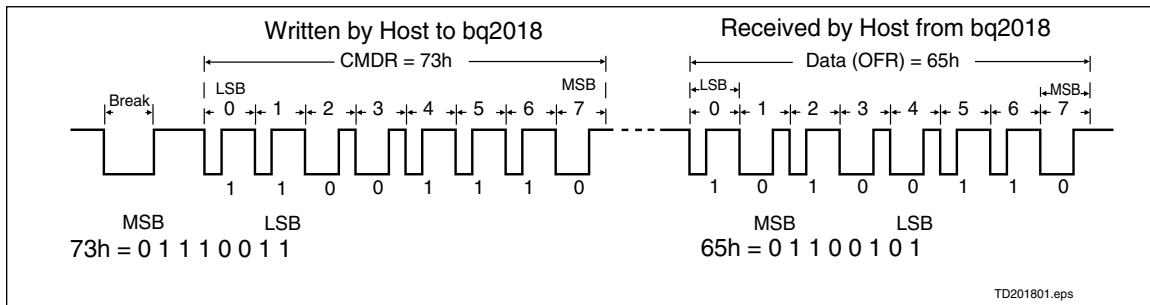 Written by Host to bq2018
Received by Host from bq2018
CMDR = 73h
Data (OFR) = 65h
Break
LSB
MSB
0 1 2 3 4 5 6 7
LSB
MSB
0 1 2 3 4 5 6 7
1 1 0 0 1 1 1 0
1 0 1 0 0 1 1 0
MSB LSB
73h = 0 1 1 1 0 0 1 1
MSB LSB
65h = 0 1 1 0 0 1 0 1
TD201801.eps